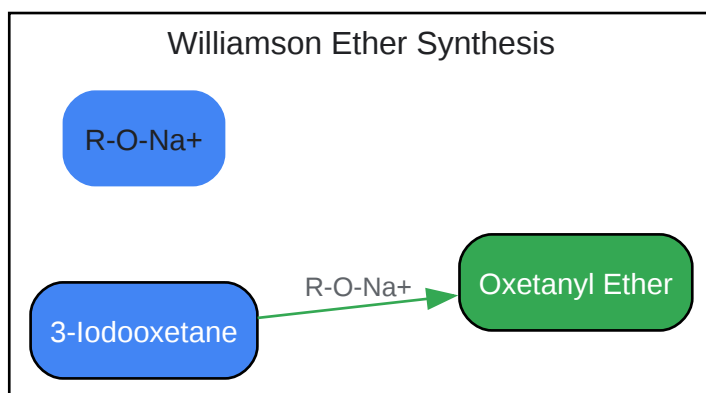 Williamson Ether Synthesis
R-O-Na+
R-O-Na+
Oxetanyl Ether
3-Iodooxetane